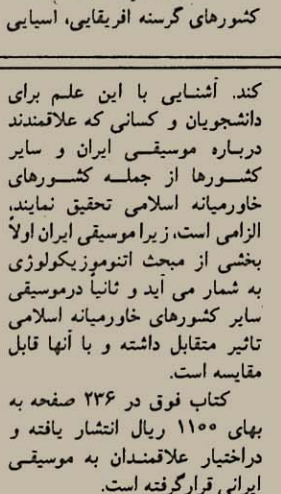 کشورهای گرسنه افریقایی، آسیایی
کند. آشنایی با این علم برای
دانشجویان و کسانی که علاقمندند
درباره موسیقی ایران و سایر
کشورها از جمله کشورهای
خاورمیانه اسلامی تحقیق نمایند،
الزامی است، زیرا موسیقی ایران اولاً
بخشی از مبحث اتنوموزیکولوژی
به شمار می آید و ثانیاً درموسیقی
سایر کشورهای خاورمیانه اسلامی
تاثیر متقابل داشته و با آنها قابل
مقایسه است.
کتاب فوق در ۲۳۶ صفحه به
بهای ۱۱۰۰ ریال انتشار یافته و
دراختیار علاقمندان به موسیقی
ایرانی قرارگرفته است.